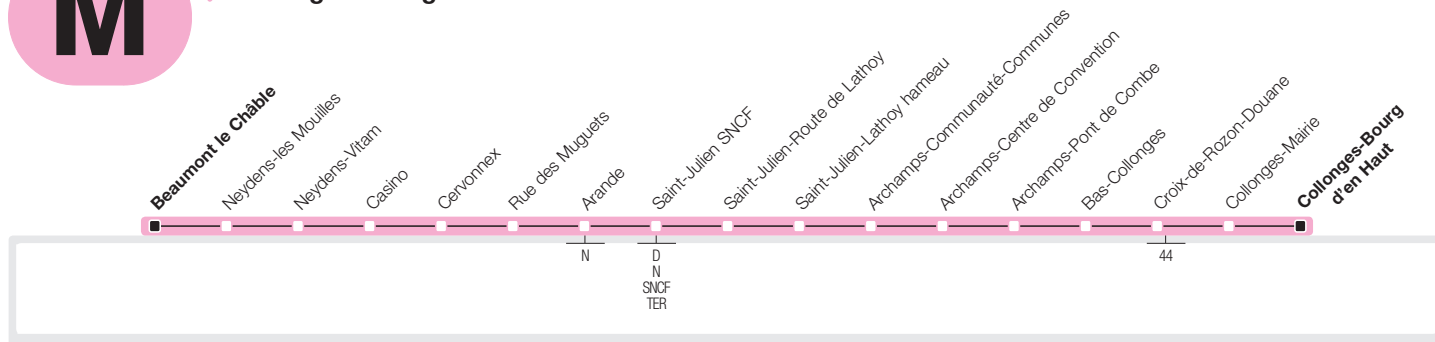 M
Beaumont le Châble
Neydens-les Mouilles
Neydens-Vitam
Casino
Cervonnex
Rue des Muguets
Arande
Saint-Julien SNCF
Saint-Julien-Route de Lathoy
Saint-Julien-Lathoy hameau
Archamps-Communauté-Communes
Archamps-Centre de Convention
Archamps-Pont de Combe
Bas-Collonges
Croix-de-Rozon-Douane
Collonges-Mairie
Collonges-Bourg
d'en Haut
N
D
N
SNCF
TER
44